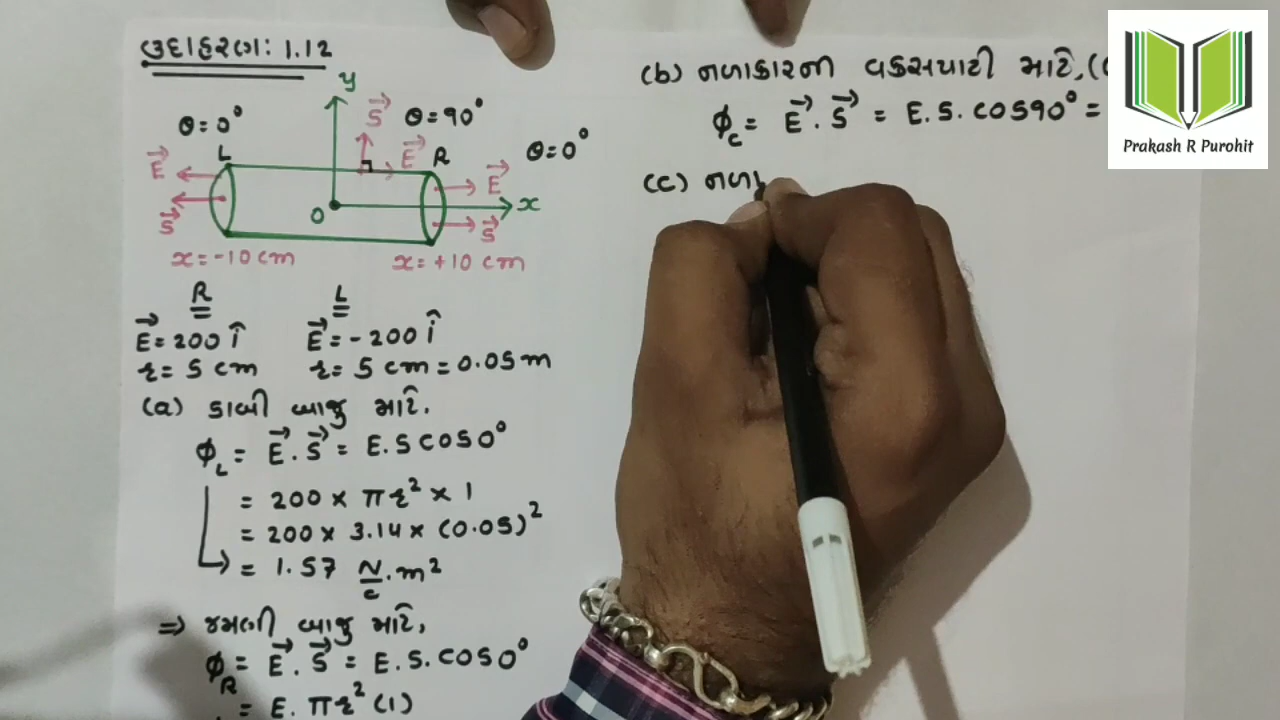 ઉદાહરણ: 1.12
y
S⃗ θ=90°
θ=0°
θ=0°
L
E⃗
R
E⃗
E⃗
O
x
S⃗
S⃗
x=-10 cm
x=+10 cm
R L
E⃗=200 î E⃗=-200 î
r=5 cm r=5 cm=0.05m
(a) ડાબી બાજુ માટે,
ϕL = E⃗.S⃗ = E.S COS0°
= 200 × πr² × 1
= 200 × 3.14 × (0.05)²
= 1.57 N/C.m²
⇒ જમણી બાજુ માટે,
ϕR = E⃗.S⃗ = E.S.COS0°
= E.πr²(1)
(b) નળાકારની વક્રસપાટી માટે,(
ϕC = E⃗.S⃗ = E.S.COS90° =
(c) નળા
Prakash R Purohit